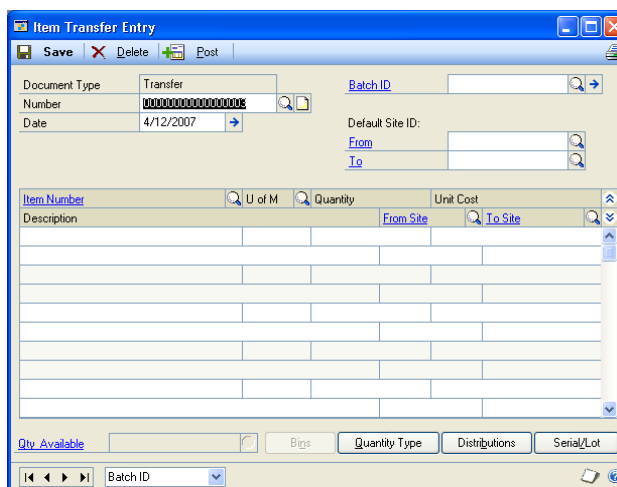 Item Transfer Entry
Save Delete Post
Document Type Transfer Batch ID
Number 00000000000000003
Date 4/12/2007 Default Site ID:
From
To
Item Number U of M Quantity Unit Cost
Description From Site To Site
Qty Available Bins Quantity Type Distributions Serial/Lot
Batch ID